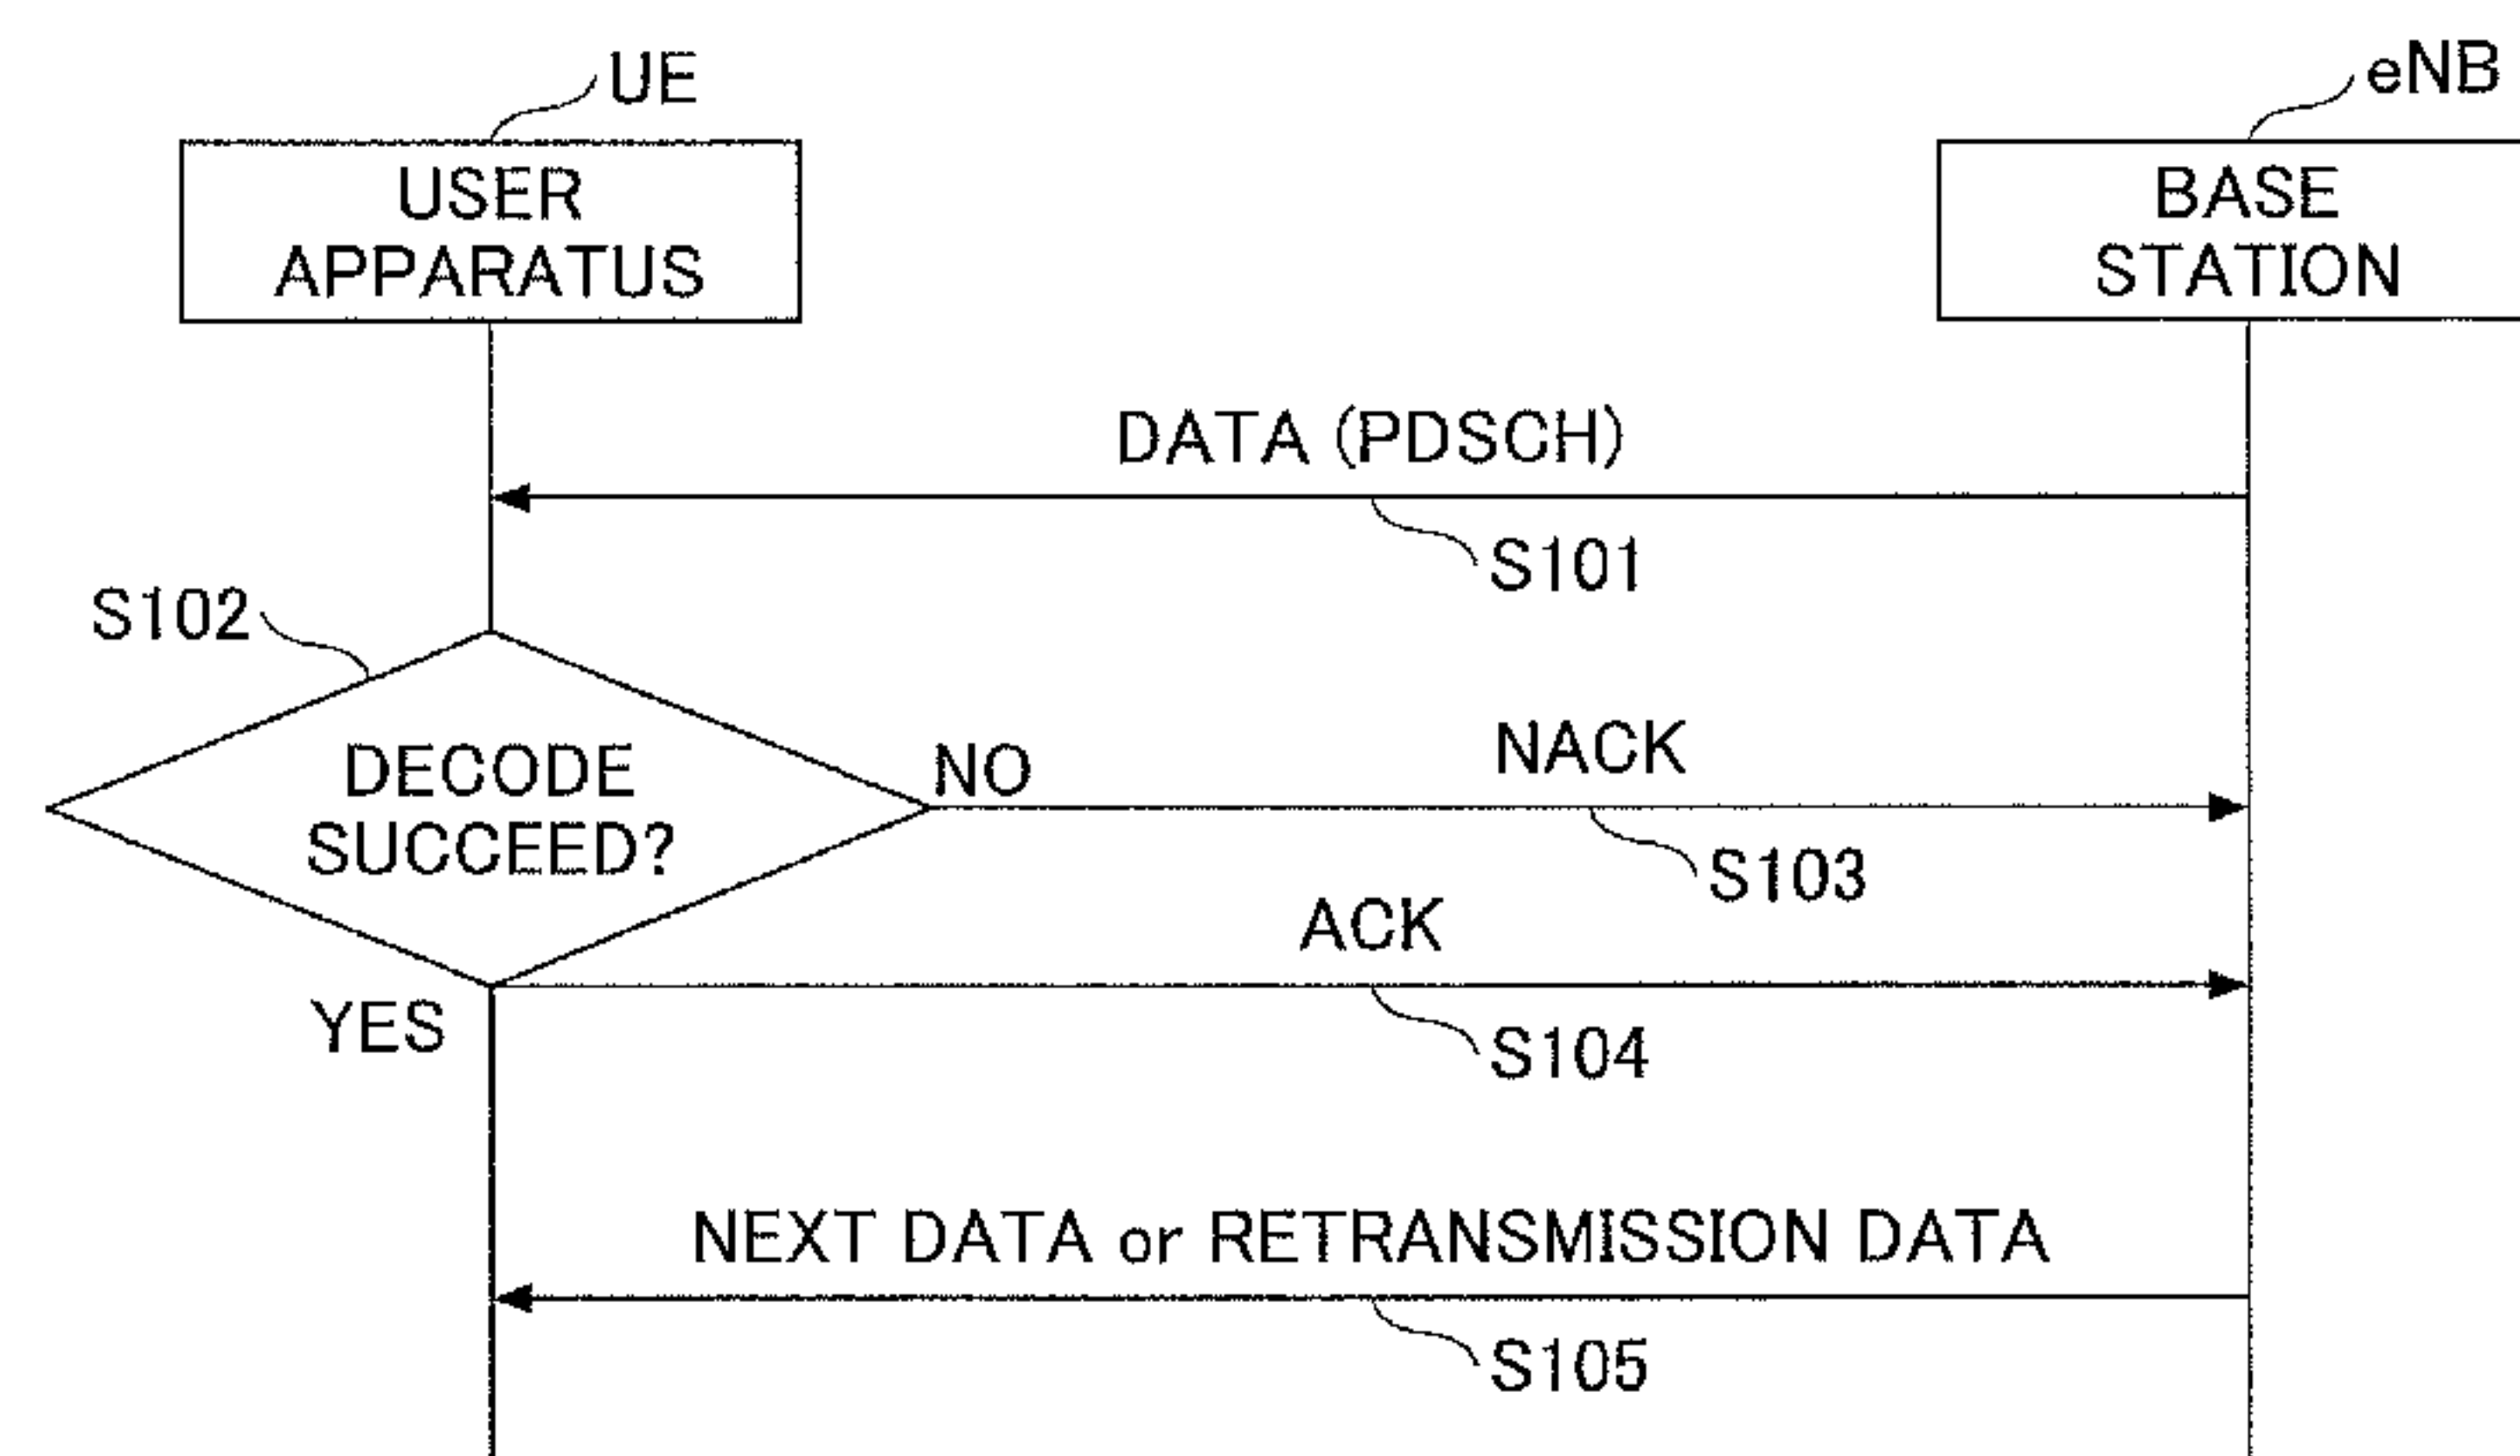 UE
eNB
USER
APPARATUS
BASE
STATION
DATA (PDSCH)
S101
S102
DECODE
SUCCEED?
NO
NACK
S103
ACK
YES
S104
NEXT DATA or RETRANSMISSION DATA
S105